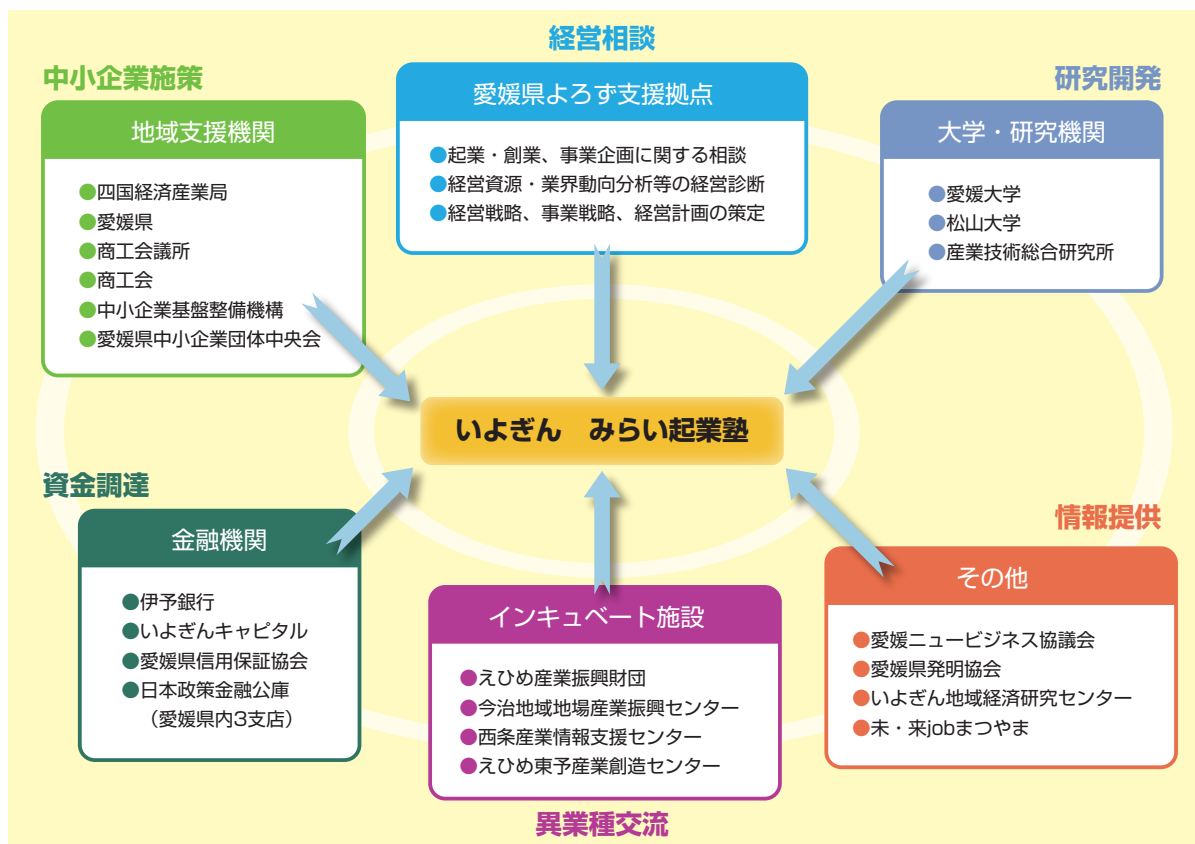 経営相談
中小企業施策
研究開発
愛媛県よろず支援拠点
●起業・創業、事業企画に関する相談
●経営資源・業界動向分析等の経営診断
●経営戦略、事業戦略、経営計画の策定
地域支援機関
●四国経済産業局
●愛媛県
●商工会議所
●商工会
●中小企業基盤整備機構
●愛媛県中小企業団体中央会
大学・研究機関
●愛媛大学
●松山大学
●産業技術総合研究所
いよぎん　みらい起業塾
資金調達
金融機関
●伊予銀行
●いよぎんキャピタル
●愛媛県信用保証協会
●日本政策金融公庫
（愛媛県内3支店）
インキュベート施設
●えひめ産業振興財団
●今治地域地場産業振興センター
●西条産業情報支援センター
●えひめ東予産業創造センター
異業種交流
情報提供
その他
●愛媛ニュービジネス協議会
●愛媛県発明協会
●いよぎん地域経済研究センター
●未・来jobまつやま